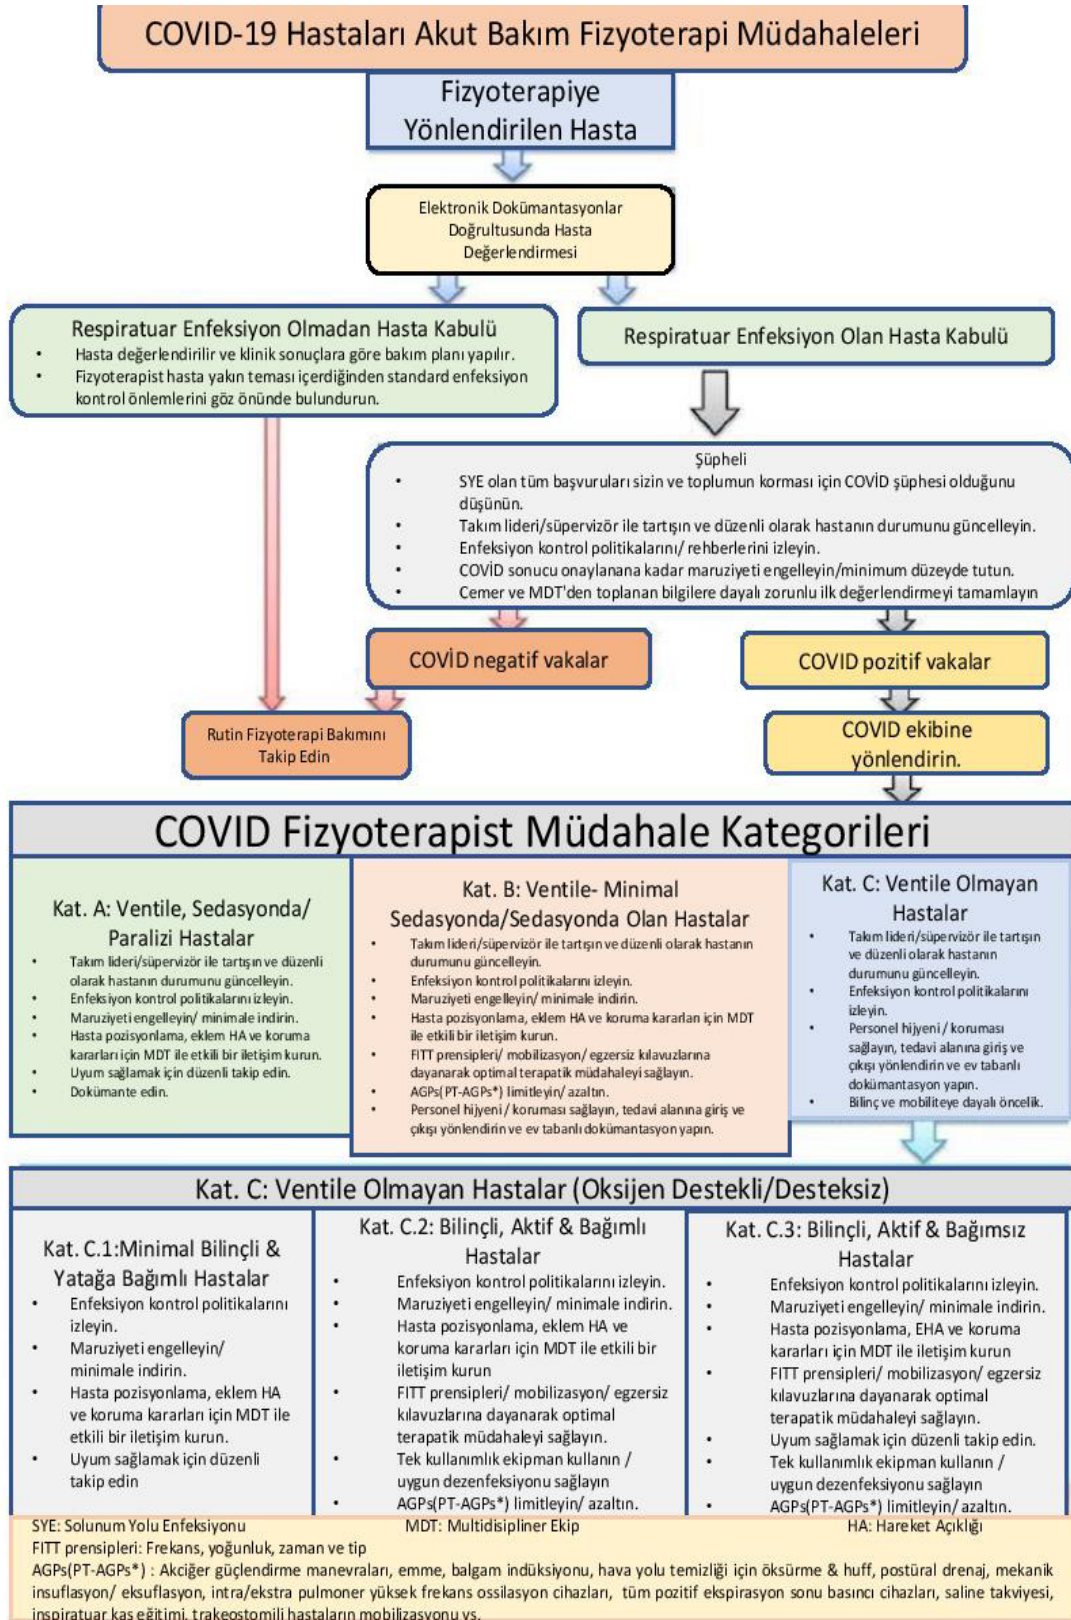 COVID-19 Hastaları Akut Bakım Fizyoterapi Müdahaleleri
Fizyoterapiye
Yönlendirilen Hasta
Elektronik Dokümantasyonlar
Doğrultusunda Hasta
Değerlendirmesi
Respiratuar Enfeksiyon Olmadan Hasta Kabulü
• Hasta değerlendirilir ve klinik sonuçlara göre bakım planı yapılır.
• Fizyoterapist hasta yakın teması içerdiğinden standard enfeksiyon
kontrol önlemlerini göz önünde bulundurun.
Respiratuar Enfeksiyon Olan Hasta Kabulü
Şüpheli
• SYE olan tüm başvuruları sizin ve toplumun korması için COVİD şüphesi olduğunu
düşünün.
• Takım lideri/süpervizör ile tartışın ve düzenli olarak hastanın durumunu güncelleyin.
• Enfeksiyon kontrol politikalarını/ rehberlerini izleyin.
• COVİD sonucu onaylanana kadar maruziyeti engelleyin/minimum düzeyde tutun.
• Cemer ve MDT'den toplanan bilgilere dayalı zorunlu ilk değerlendirmeyi tamamlayın
COVİD negatif vakalar
COVID pozitif vakalar
Rutin Fizyoterapi Bakımını
Takip Edin
COVID ekibine
yönlendirin.
COVID Fizyoterapist Müdahale Kategorileri
Kat. A: Ventile, Sedasyonda/
Paralizi Hastalar
• Takım lideri/süpervizör ile tartışın ve düzenli
olarak hastanın durumunu güncelleyin.
• Enfeksiyon kontrol politikalarını izleyin.
• Maruziyeti engelleyin/ minimale indirin.
• Hasta pozisyonlama, eklem HA ve koruma
kararları için MDT ile etkili bir iletişim kurun.
• Uyum sağlamak için düzenli takip edin.
• Dokümante edin.
Kat. B: Ventile- Minimal
Sedasyonda/Sedasyonda Olan Hastalar
• Takım lideri/süpervizör ile tartışın ve düzenli olarak hastanın
durumunu güncelleyin.
• Enfeksiyon kontrol politikalarını izleyin.
• Maruziyeti engelleyin/ minimale indirin.
• Hasta pozisyonlama, eklem HA ve koruma kararları için MDT
ile etkili bir iletişim kurun.
• FITT prensipleri/ mobilizasyon/ egzersiz kılavuzlarına
dayanarak optimal terapatik müdahaleyi sağlayın.
• AGPs(PT-AGPs*) limitleyin/ azaltın.
• Personel hijyeni / koruması sağlayın, tedavi alanına giriş ve
çıkışı yönlendirin ve ev tabanlı dokümantasyon yapın.
Kat. C: Ventile Olmayan
Hastalar
• Takım lideri/süpervizör ile tartışın
ve düzenli olarak hastanın
durumunu güncelleyin.
• Enfeksiyon kontrol politikalarını
izleyin.
• Personel hijyeni / koruması
sağlayın, tedavi alanına giriş ve
çıkışı yönlendirin ve ev tabanlı
dokümantasyon yapın.
• Bilinç ve mobiliteye dayalı öncelik.
Kat. C: Ventile Olmayan Hastalar (Oksijen Destekli/Desteksiz)
Kat. C.1:Minimal Bilinçli &
Yatağa Bağımlı Hastalar
• Enfeksiyon kontrol politikalarını
izleyin.
• Maruziyeti engelleyin/
minimale indirin.
• Hasta pozisyonlama, eklem HA
ve koruma kararları için MDT ile
etkili bir iletişim kurun.
• Uyum sağlamak için düzenli
takip edin
Kat. C.2: Bilinçli, Aktif & Bağımlı
Hastalar
• Enfeksiyon kontrol politikalarını izleyin.
• Maruziyeti engelleyin/ minimale indirin.
• Hasta pozisyonlama, eklem HA ve
koruma kararları için MDT ile etkili bir
iletişim kurun
• FITT prensipleri/ mobilizasyon/ egzersiz
kılavuzlarına dayanarak optimal
terapatik müdahaleyi sağlayın.
• Tek kullanımlık ekipman kullanın /
uygun dezenfeksiyonu sağlayın
• AGPs(PT-AGPs*) limitleyin/ azaltın.
Kat. C.3: Bilinçli, Aktif & Bağımsız
Hastalar
• Enfeksiyon kontrol politikalarını izleyin.
• Maruziyeti engelleyin/ minimale indirin.
• Hasta pozisyonlama, EHA ve koruma
kararları için MDT ile iletişim kurun
• FITT prensipleri/ mobilizasyon/ egzersiz
kılavuzlarına dayanarak optimal
terapatik müdahaleyi sağlayın.
• Uyum sağlamak için düzenli takip edin.
• Tek kullanımlık ekipman kullanın /
uygun dezenfeksiyonu sağlayın
• AGPs(PT-AGPs*) limitleyin/ azaltın.
SYE: Solunum Yolu Enfeksiyonu MDT: Multidisipliner Ekip HA: Hareket Açıklığı
FITT prensipleri: Frekans, yoğunluk, zaman ve tip
AGPs(PT-AGPs*) : Akciğer güçlendirme manevraları, emme, balgam indüksiyonu, hava yolu temizliği için öksürme & huff, postüral drenaj, mekanik
insuflasyon/ eksuflasyon, intra/ekstra pulmoner yüksek frekans ossilasyon cihazları, tüm pozitif ekspirasyon sonu basıncı cihazları, saline takviyesi,
inspiratuar kas eğitimi, trakeostomili hastaların mobilizasyonu vs.